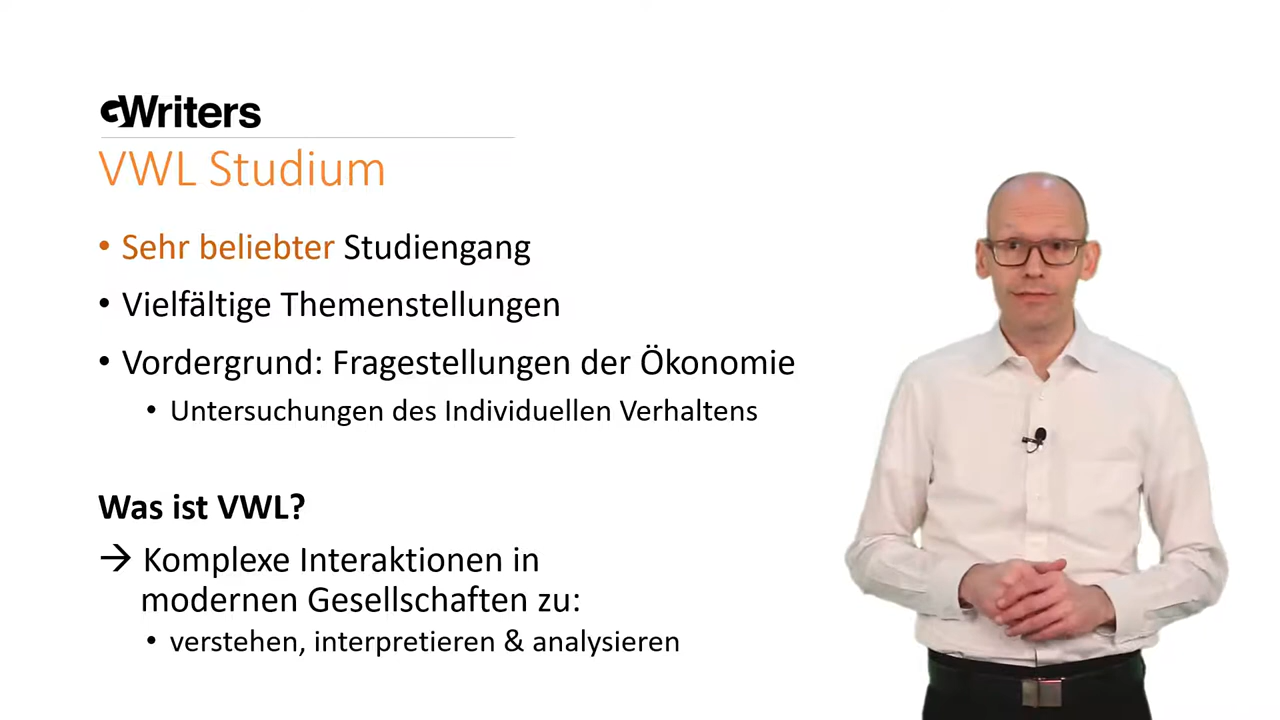 GWriters
VWL Studium
• Sehr beliebter Studiengang
• Vielfältige Themenstellungen
• Vordergrund: Fragestellungen der Ökonomie
• Untersuchungen des Individuellen Verhaltens
Was ist VWL?
→ Komplexe Interaktionen in
modernen Gesellschaften zu:
• verstehen, interpretieren & analysieren